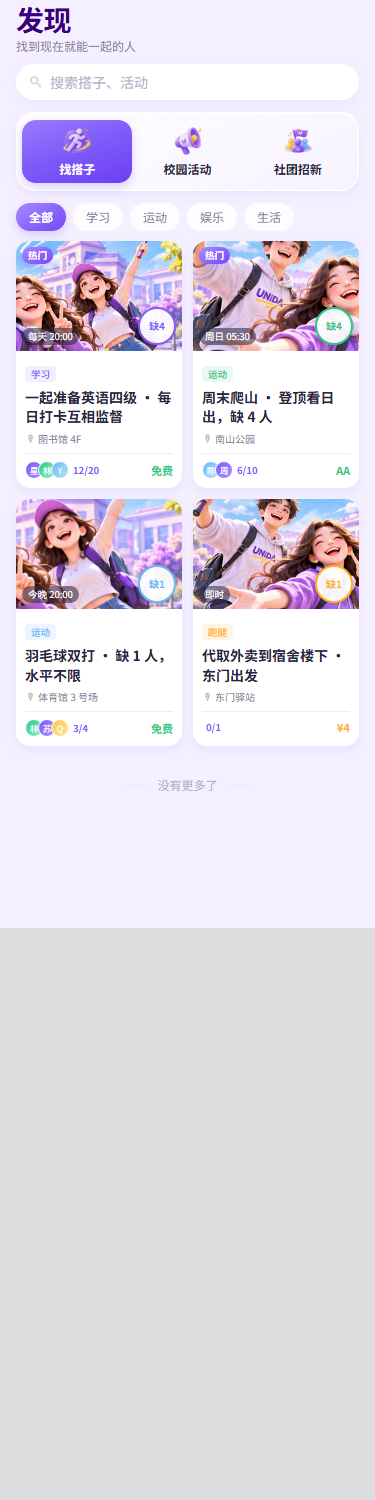 发现
找到现在就能一起的人
搜索搭子、活动
找搭子
校园活动
社团招新
全部
学习
运动
娱乐
生活
热门
每天 20:00
缺4
学习
一起准备英语四级 · 每
日打卡互相监督
图书馆 4F
星 林 Y 12/20
免费
热门
UNIDA
周日 05:30
缺4
运动
周末爬山 · 登顶看日
出，缺 4 人
南山公园
陈 周 6/10
AA
今晚 20:00
缺1
运动
羽毛球双打 · 缺 1 人，
水平不限
体育馆 3 号场
林 苏 Q 3/4
免费
UNIDA
即时
缺1
跑腿
代取外卖到宿舍楼下 ·
东门出发
东门驿站
0/1
¥4
没有更多了